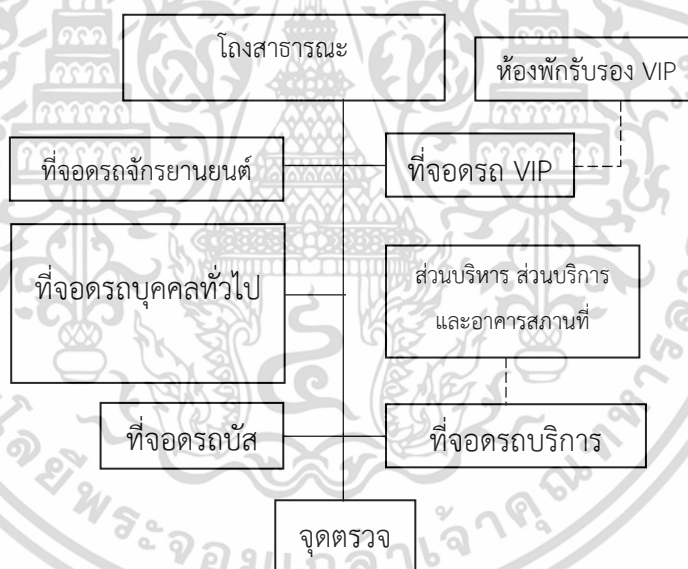 โถงสาธารณะ
ห้องพักรับรอง VIP
ที่จอดรถจักรยานยนต์
ที่จอดรถ VIP
ที่จอดรถบุคคลทั่วไป
ส่วนบริหาร ส่วนบริการ
และอาคารสถานที่
ที่จอดรถบัส
ที่จอดรถบริการ
จุดตรวจ